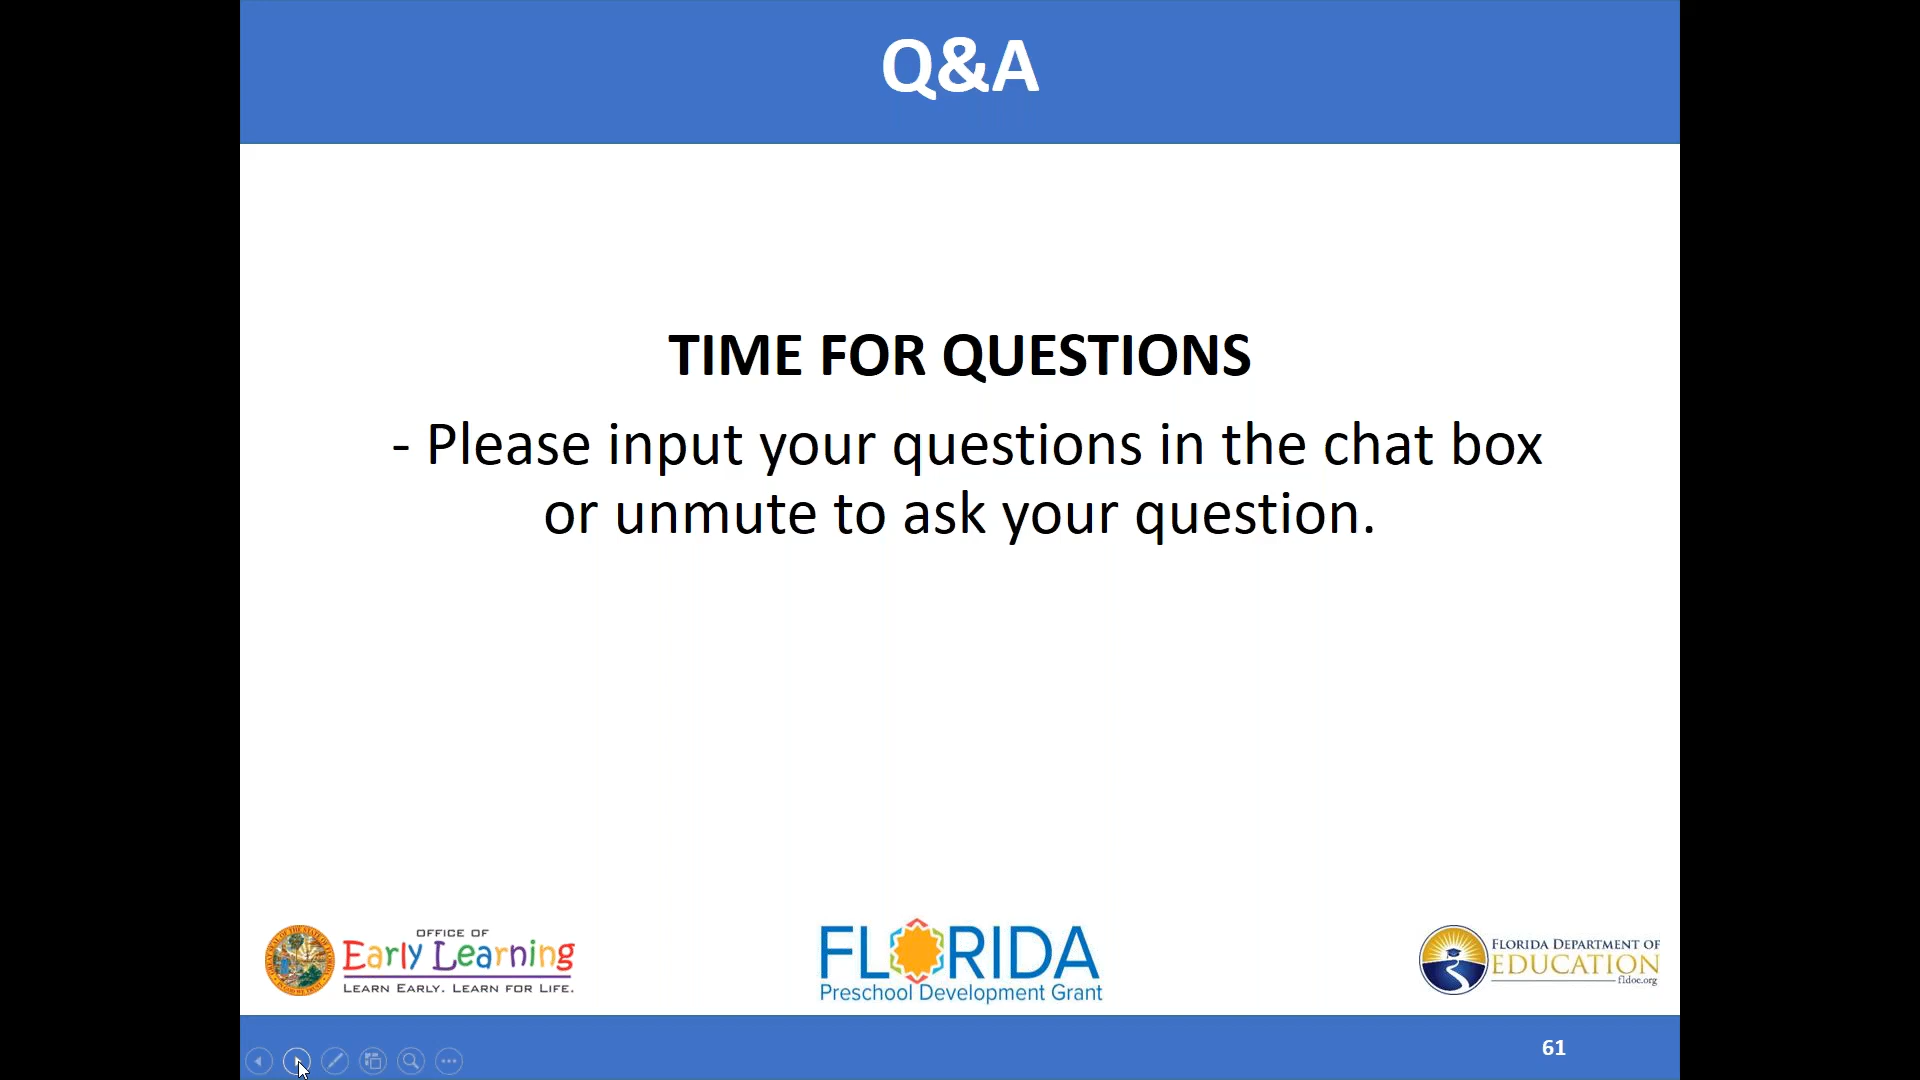 Q&A
TIME FOR QUESTIONS
- Please input your questions in the chat box
or unmute to ask your question.
OFFICE OF
Early Learning
LEARN EARLY. LEARN FOR LIFE.
FLORIDA
Preschool Development Grant
FLORIDA DEPARTMENT OF
EDUCATION
fldoe.org
61